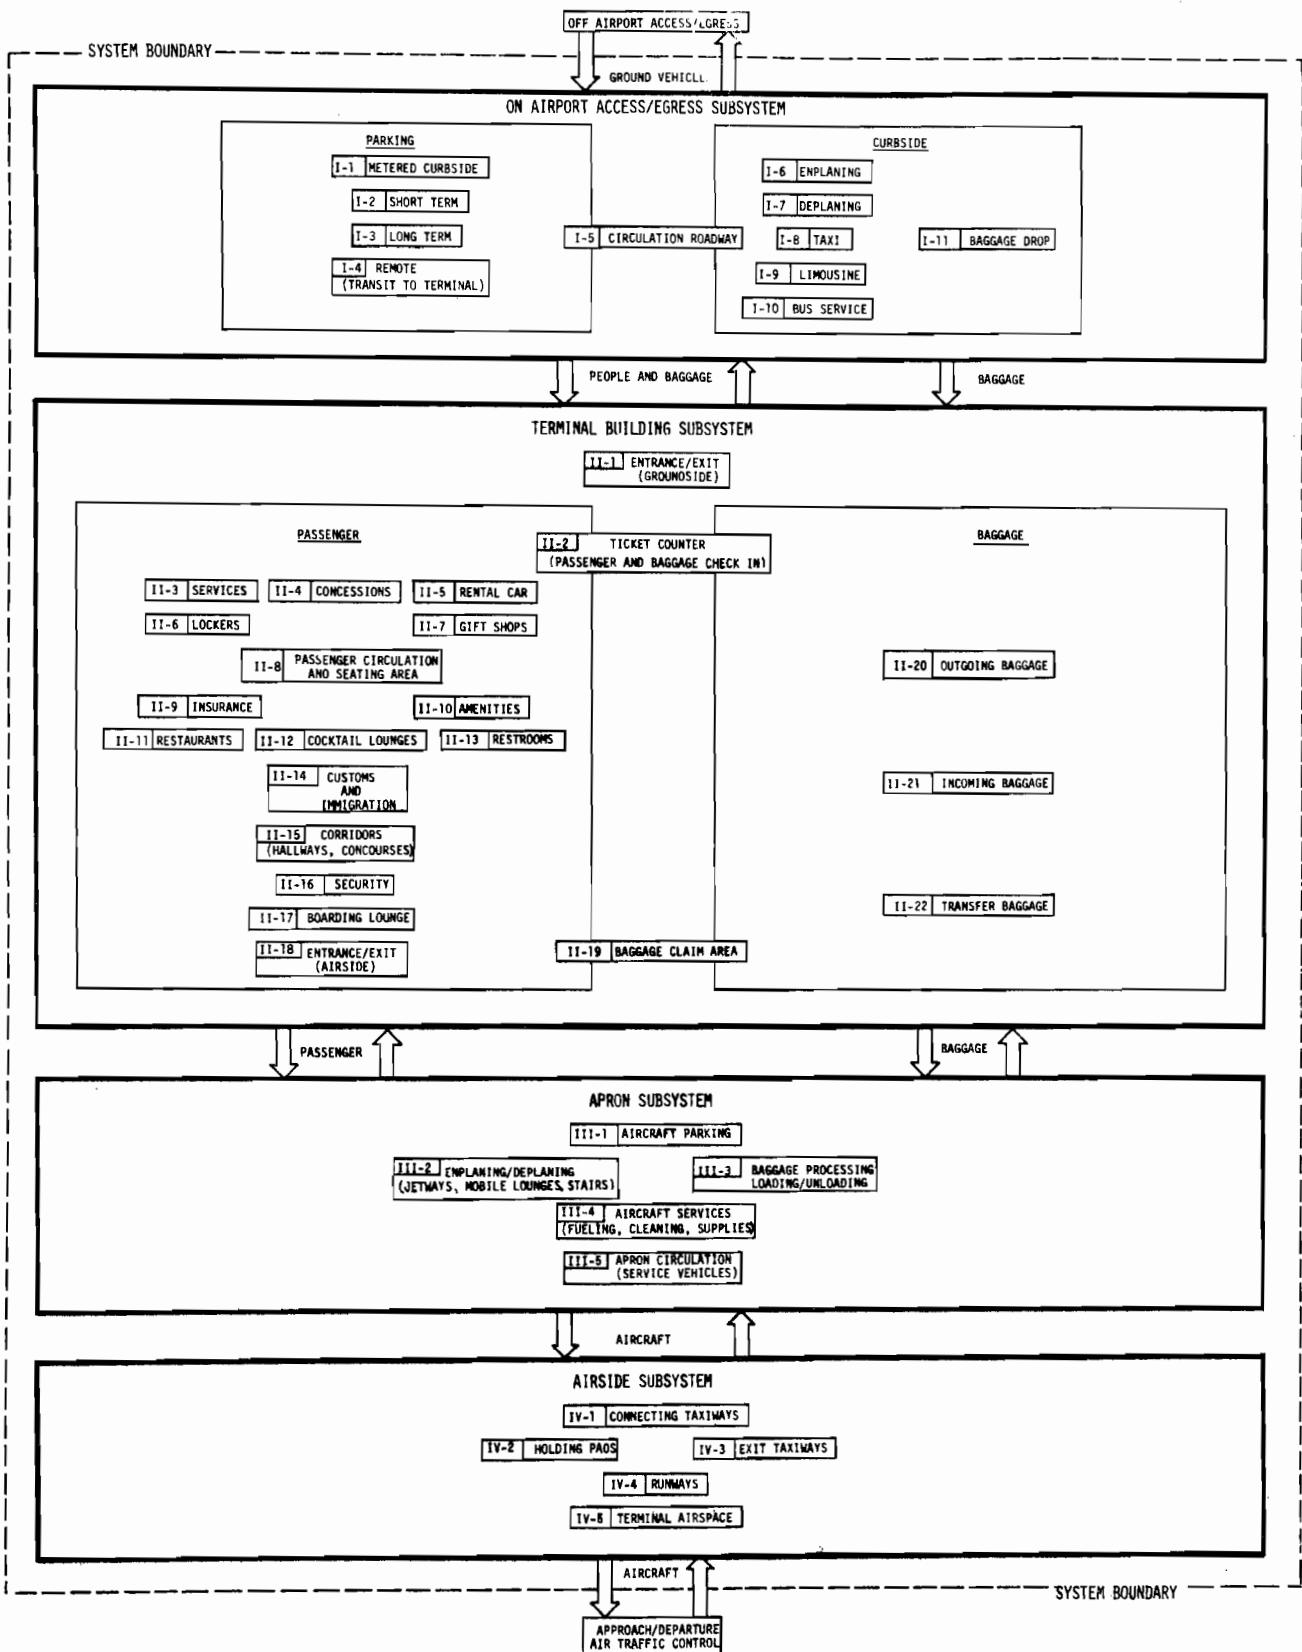 OFF AIRPORT ACCESS/EGRESS
SYSTEM BOUNDARY
GROUND VEHICLE
ON AIRPORT ACCESS/EGRESS SUBSYSTEM
PARKING
I-1 METERED CURBSIDE
I-2 SHORT TERM
I-3 LONG TERM
I-4 REMOTE
(TRANSIT TO TERMINAL)
I-5 CIRCULATION ROADWAY
CURBSIDE
I-6 ENPLANING
I-7 DEPLANING
I-8 TAXI
I-9 LIMOUSINE
I-10 BUS SERVICE
I-11 BAGGAGE DROP
PEOPLE AND BAGGAGE
BAGGAGE
TERMINAL BUILDING SUBSYSTEM
II-1 ENTRANCE/EXIT
(GROUNDSIDE)
PASSENGER
II-2 TICKET COUNTER
(PASSENGER AND BAGGAGE CHECK IN)
BAGGAGE
II-3 SERVICES
II-4 CONCESSIONS
II-5 RENTAL CAR
II-6 LOCKERS
II-7 GIFT SHOPS
II-8 PASSENGER CIRCULATION
AND SEATING AREA
II-9 INSURANCE
II-10 AMENITIES
II-11 RESTAURANTS
II-12 COCKTAIL LOUNGES
II-13 RESTROOMS
II-14 CUSTOMS
AND
IMMIGRATION
II-15 CORRIDORS
(HALLWAYS, CONCOURSES)
II-16 SECURITY
II-17 BOARDING LOUNGE
II-18 ENTRANCE/EXIT
(AIRSIDE)
II-19 BAGGAGE CLAIM AREA
II-20 OUTGOING BAGGAGE
II-21 INCOMING BAGGAGE
II-22 TRANSFER BAGGAGE
PASSENGER
BAGGAGE
APRON SUBSYSTEM
III-1 AIRCRAFT PARKING
III-2 ENPLANING/DEPLANING
(JETWAYS, MOBILE LOUNGES, STAIRS)
III-3 BAGGAGE PROCESSING
LOADING/UNLOADING
III-4 AIRCRAFT SERVICES
(FUELING, CLEANING, SUPPLIES)
III-5 APRON CIRCULATION
(SERVICE VEHICLES)
AIRCRAFT
AIRSIDE SUBSYSTEM
IV-1 CONNECTING TAXIWAYS
IV-2 HOLDING PADS
IV-3 EXIT TAXIWAYS
IV-4 RUNWAYS
IV-5 TERMINAL AIRSPACE
AIRCRAFT
SYSTEM BOUNDARY
APPROACH/DEPARTURE
AIR TRAFFIC CONTROL